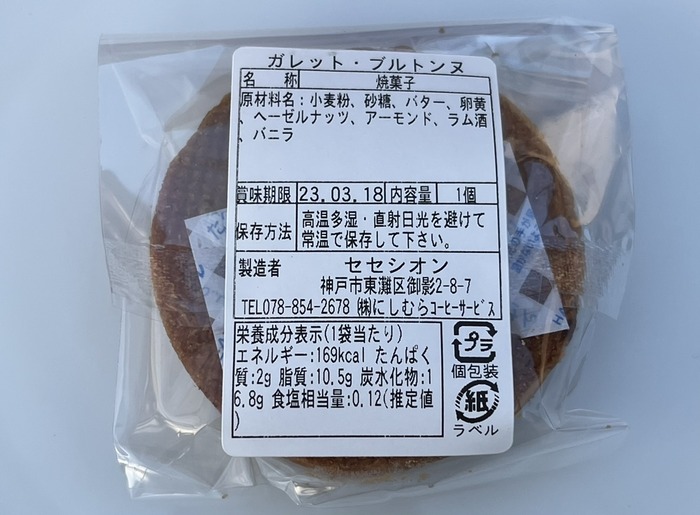 ガレット・ブルトンヌ
名 称 焼菓子
原材料名：小麦粉、砂糖、バター、卵黄
、ヘーゼルナッツ、アーモンド、ラム酒
、バニラ
賞味期限 23.03.18 内容量 1個
保存方法 高温多湿・直射日光を避けて
常温で保存して下さい。
製造者 セセシオン
神戸市東灘区御影2-8-7
TEL078-854-2678 ㈱にしむらコーヒーサービス
栄養成分表示(1袋当たり)
エネルギー:169kcal たんぱく
質:2g 脂質:10.5g 炭水化物:1
6.8g 食塩相当量:0.12(推定値
)
プラ
個包装
紙
ラベル